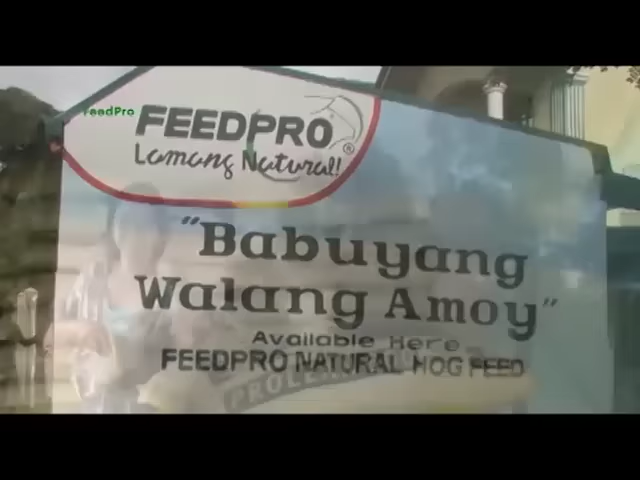 FeedPro
FEEDPRO®
Lamang Natural!
"Babuyang
Walang Amoy"
Available Here
FEEDPRO NATURAL HOG FEED